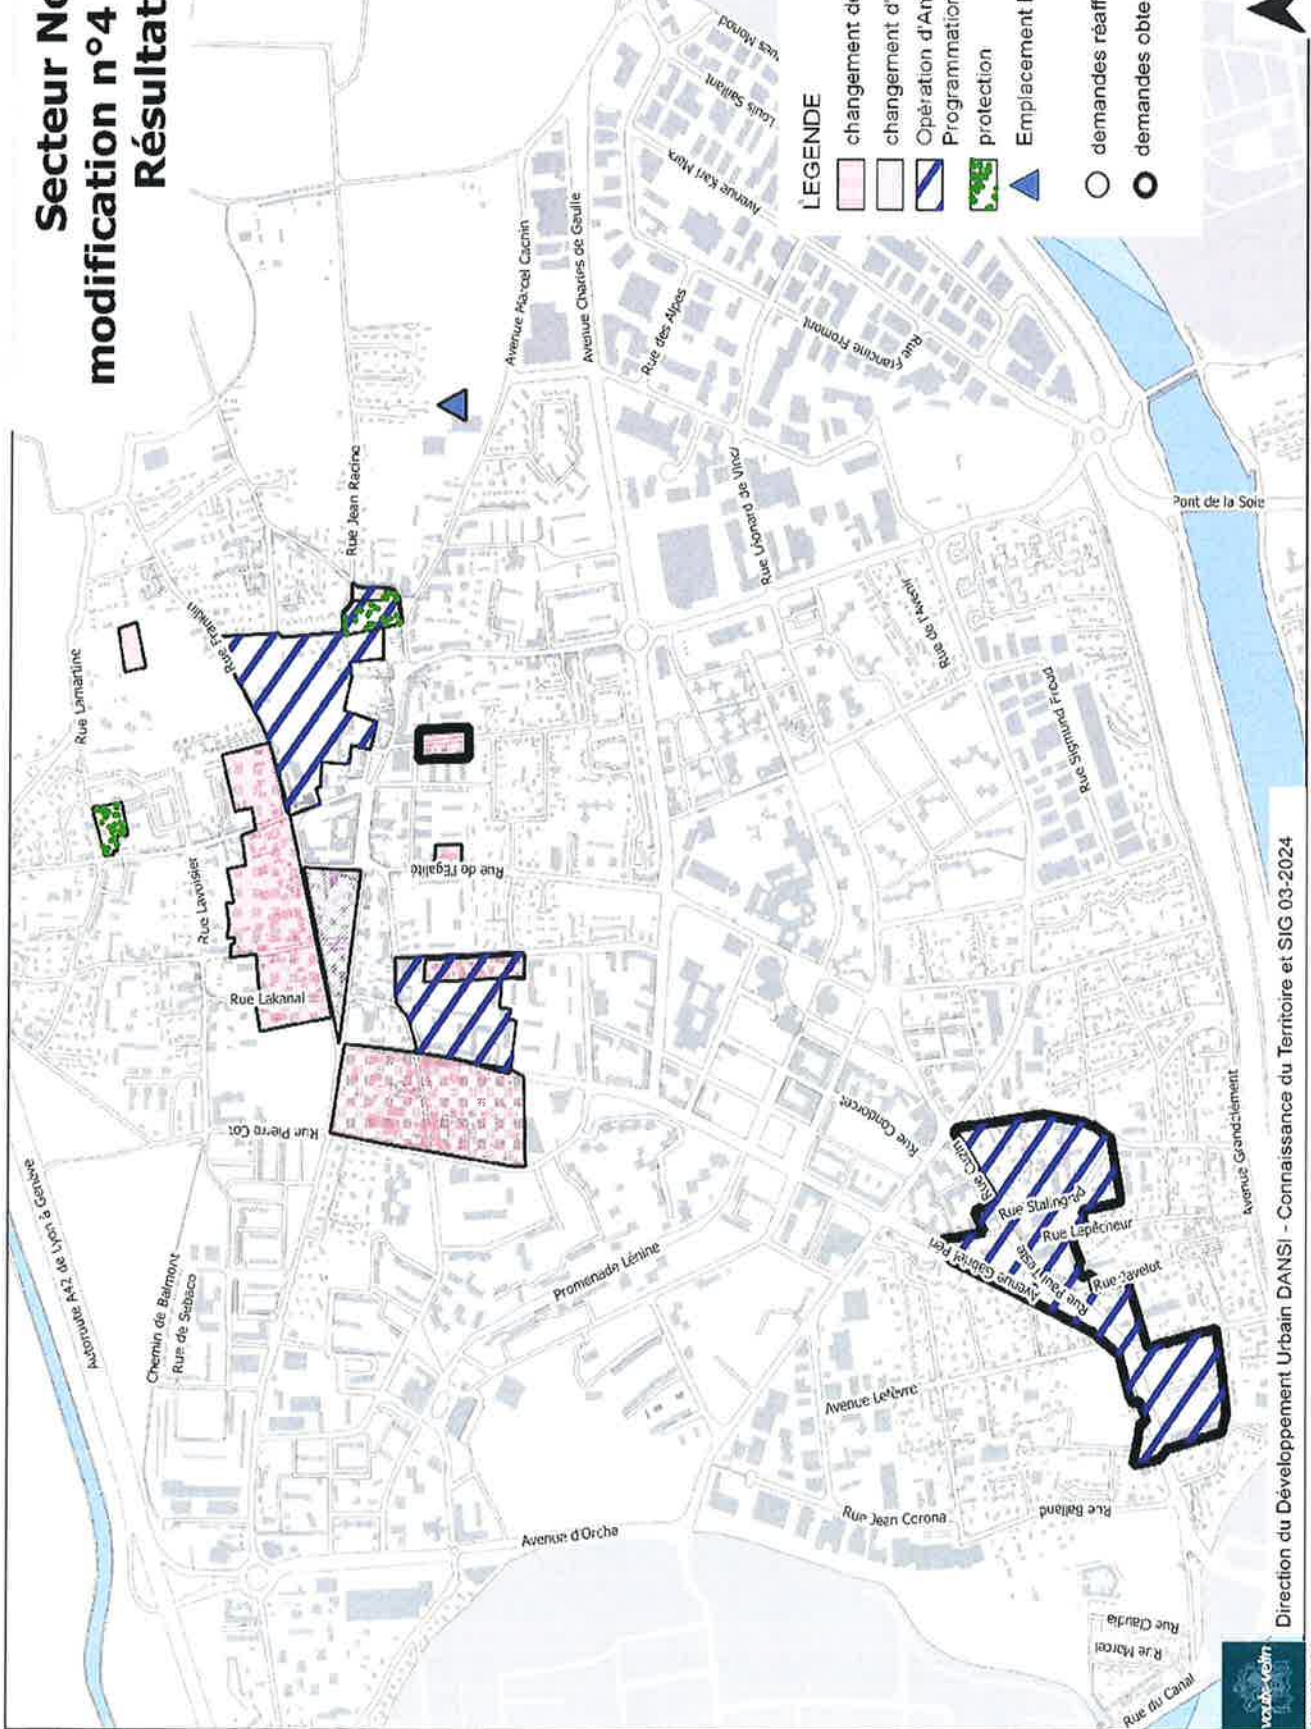 Secteur No
modification n°4
Résultat
LEGENDE
changement de
changement d'
Opération d'Am
Programmation
protection
Emplacement
demandes réaff
demandes obte
Autoroute A42 de Lyon à Genève
Chemin de Balmont
Rue de Sebaco
Rue Pierre Cot
Rue Lakanal
Rue Lavoisier
Rue Lamartine
Rue Franklin
Rue Jean Racine
Avenue Marcel Cachin
Avenue Charles de Gaulle
Rue des Alpes
Louis Saillant
Avenue Karl Marx
Rue Francine Fromont
Rue Léonard de Vinci
Rue de l'Egalité
Promenade Lénine
Rue Condorcet
Rue de l'Avenir
Rue Sigmund Freud
Pont de la Soie
Rue Cuzin
Rue Stalingrad
Rue Lapêcheur
Avenue Gabriel Péri
Rue Paul Teste
Rue Javelot
Avenue Lefèvre
Avenue d'Orcha
Rue Jean Corona
Rue Balland
Avenue Grandclément
Rue Claudia
Rue Marcel
Rue du Canal
Direction du Développement Urbain DANSI - Connaissance du Territoire et SIG 03-2024